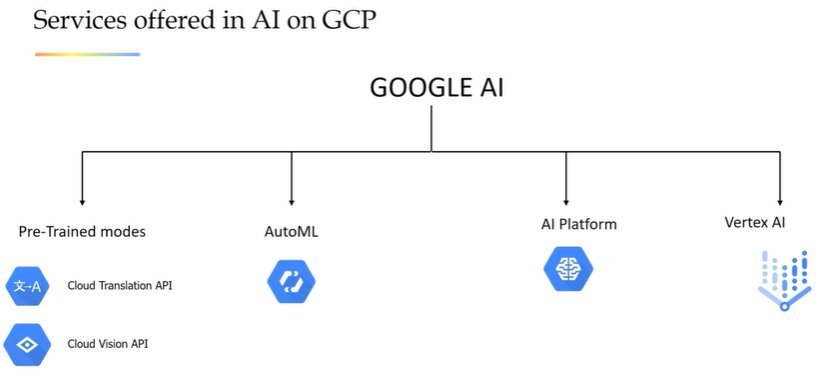 Services offered in AI on GCP
GOOGLE AI
Pre-Trained modes
AutoML
AI Platform
Vertex AI
文→A
Cloud Translation API
Cloud Vision API